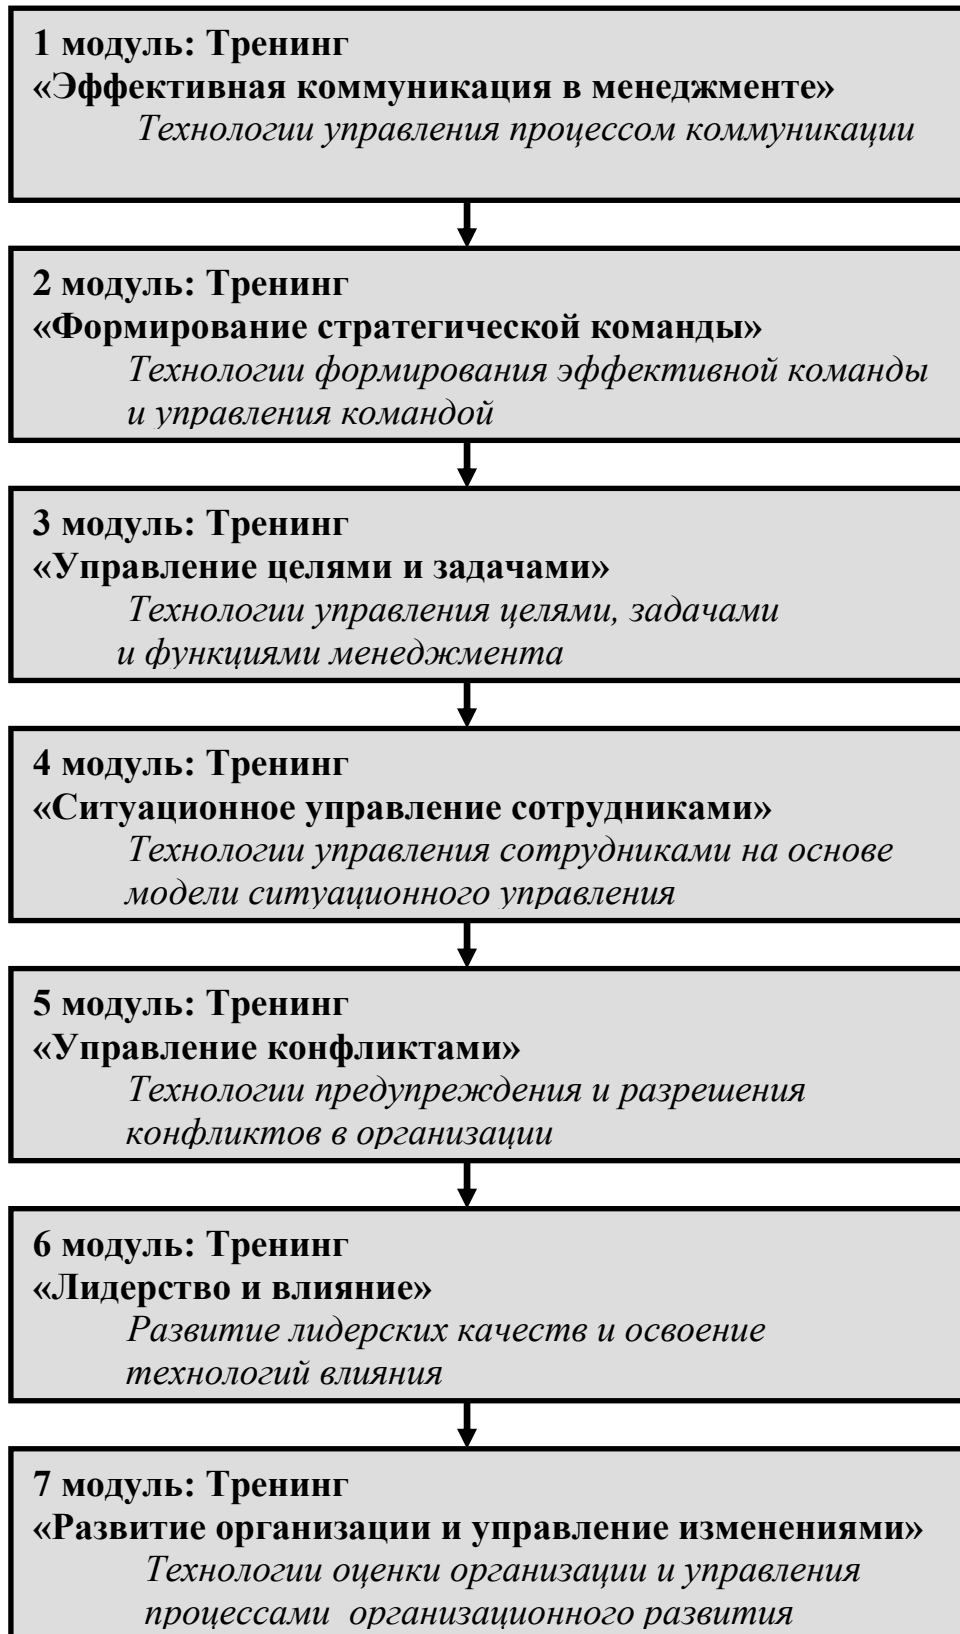 1 модуль: Тренинг
«Эффективная коммуникация в менеджменте»
Технологии управления процессом коммуникации
2 модуль: Тренинг
«Формирование стратегической команды»
Технологии формирования эффективной команды
и управления командой
3 модуль: Тренинг
«Управление целями и задачами»
Технологии управления целями, задачами
и функциями менеджмента
4 модуль: Тренинг
«Ситуационное управление сотрудниками»
Технологии управления сотрудниками на основе
модели ситуационного управления
5 модуль: Тренинг
«Управление конфликтами»
Технологии предупреждения и разрешения
конфликтов в организации
6 модуль: Тренинг
«Лидерство и влияние»
Развитие лидерских качеств и освоение
технологий влияния
7 модуль: Тренинг
«Развитие организации и управление изменениями»
Технологии оценки организации и управления
процессами организационного развития